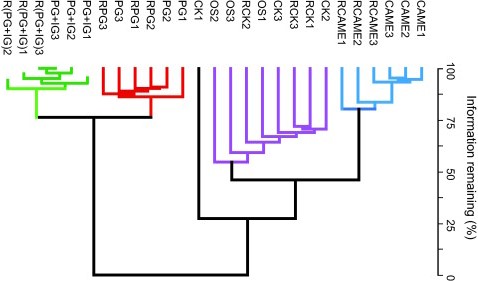 R(PG+IG)2
R(PG+IG)1
R(PG+IG)3
PG+IG3
PG+IG2
PG+IG1
RPG3
PG3
RPG1
RPG2
PG2
PG1
CK1
OS2
OS3
RCK2
OS1
CK3
RCK3
RCK1
CK2
RCAME1
RCAME2
RCAME3
CAME3
CAME2
CAME1
100
75
50
25
0
Information remaining (%)